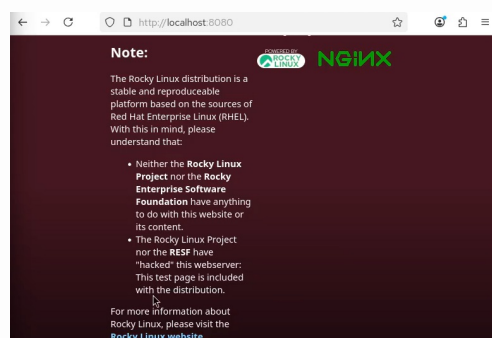 http://localhost:8080
Note:
POWERED BY
ROCKY
LINUX
NGINX
The Rocky Linux distribution is a
stable and reproduceable
platform based on the sources of
Red Hat Enterprise Linux (RHEL).
With this in mind, please
understand that:
• Neither the Rocky Linux
Project nor the Rocky
Enterprise Software
Foundation have anything
to do with this website or
its content.
• The Rocky Linux Project
nor the RESF have
"hacked" this webserver:
This test page is included
with the distribution.
For more information about
Rocky Linux, please visit the
Rocky Linux website